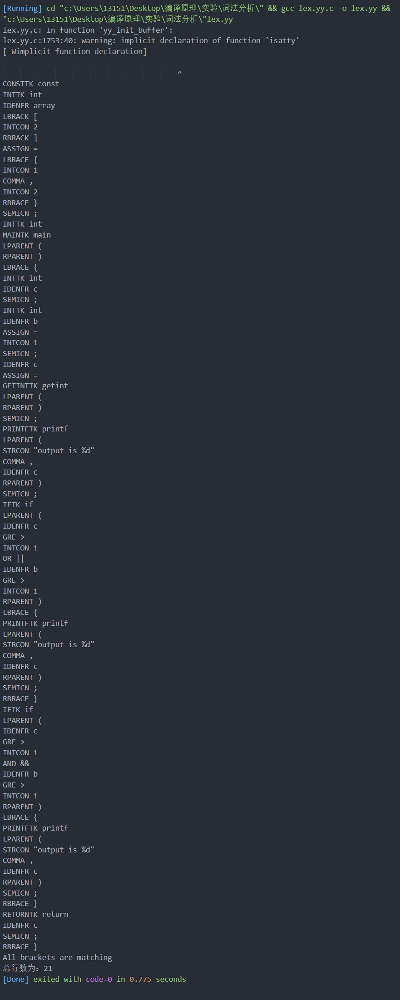 [Running] cd "c:\Users\13151\Desktop\编译原理\实验\词法分析\" && gcc lex.yy.c -o lex.yy &&
"c:\Users\13151\Desktop\编译原理\实验\词法分析\"lex.yy
lex.yy.c: In function 'yy_init_buffer':
lex.yy.c:1753:40: warning: implicit declaration of function 'isatty'
[-Wimplicit-function-declaration]
^
CONSTTK const
INTTK int
IDENFR array
LBRACK [
INTCON 2
RBRACK ]
ASSIGN =
LBRACE {
INTCON 1
COMMA ,
INTCON 2
RBRACE }
SEMICN ;
INTTK int
MAINTK main
LPARENT (
RPARENT )
LBRACE {
INTTK int
IDENFR c
SEMICN ;
INTTK int
IDENFR b
ASSIGN =
INTCON 1
SEMICN ;
IDENFR c
ASSIGN =
GETINTTK getint
LPARENT (
RPARENT )
SEMICN ;
PRINTFTK printf
LPARENT (
STRCON "output is %d"
COMMA ,
IDENFR c
RPARENT )
SEMICN ;
IFTK if
LPARENT (
IDENFR c
GRE >
INTCON 1
OR ||
IDENFR b
GRE >
INTCON 1
RPARENT )
LBRACE {
PRINTFTK printf
LPARENT (
STRCON "output is %d"
COMMA ,
IDENFR c
RPARENT )
SEMICN ;
RBRACE }
IFTK if
LPARENT (
IDENFR c
GRE >
INTCON 1
AND &&
IDENFR b
GRE >
INTCON 1
RPARENT )
LBRACE {
PRINTFTK printf
LPARENT (
STRCON "output is %d"
COMMA ,
IDENFR c
RPARENT )
SEMICN ;
RBRACE }
RETURNTK return
IDENFR c
SEMICN ;
RBRACE }
All brackets are matching
总行数为: 21
[Done] exited with code=0 in 0.775 seconds